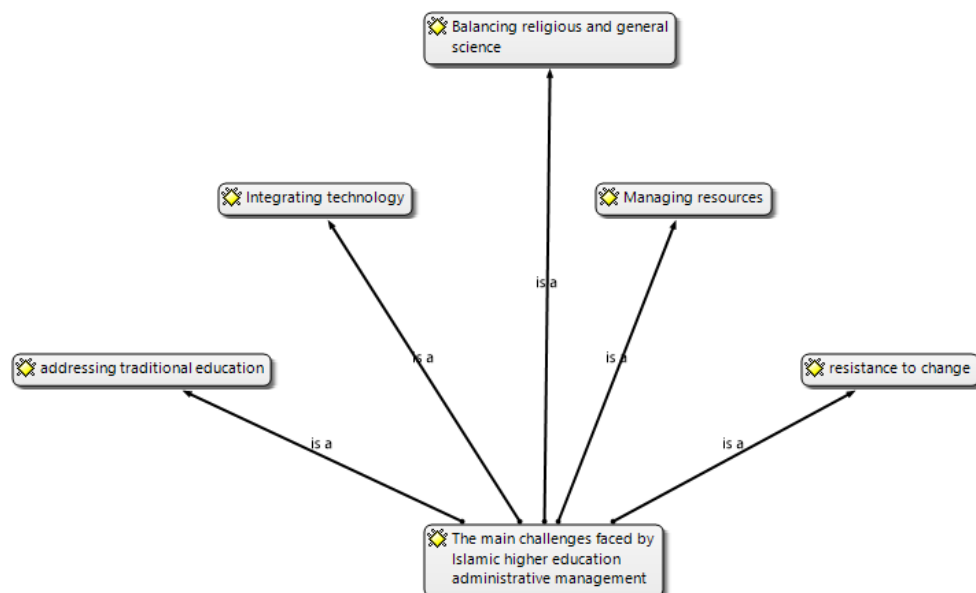 Balancing religious and general
science
Integrating technology
Managing resources
is a
addressing traditional education
is a
is a
resistance to change
is a
is a
The main challenges faced by
Islamic higher education
administrative management